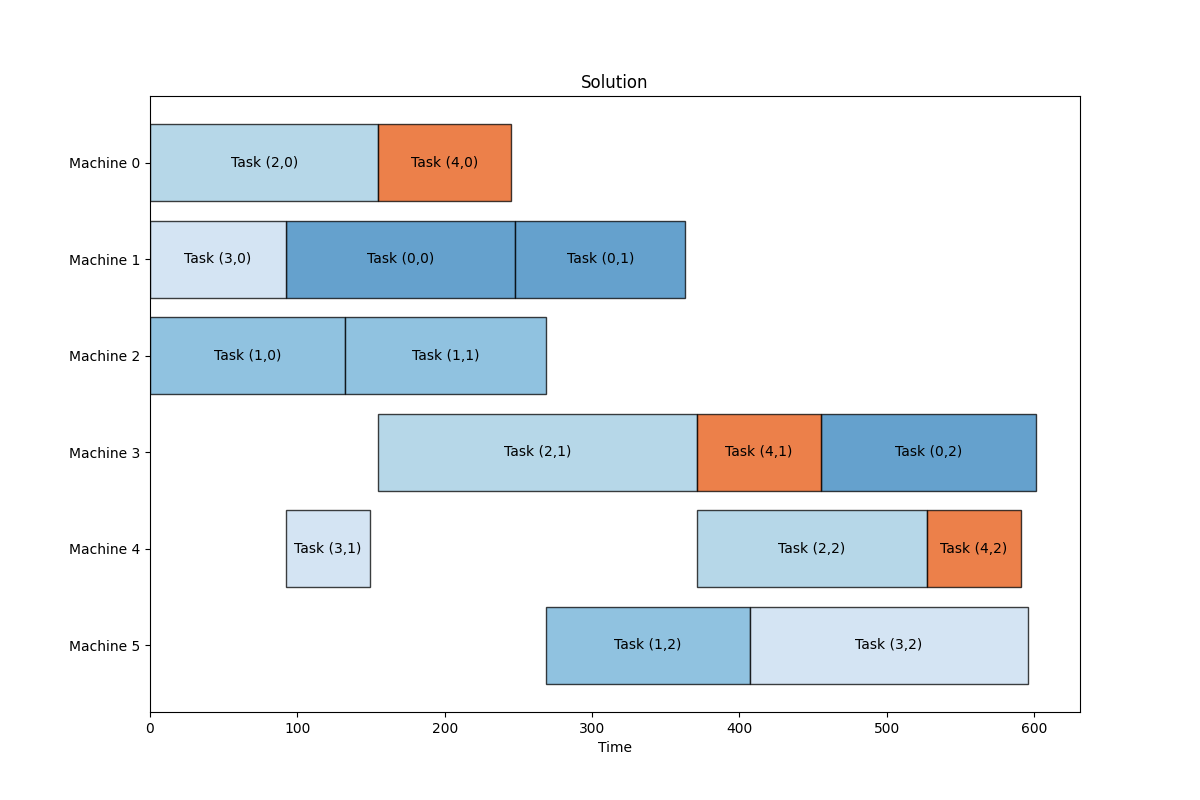 Solution
Machine 0
Task (2,0)
Task (4,0)
Machine 1
Task (3,0)
Task (0,0)
Task (0,1)
Machine 2
Task (1,0)
Task (1,1)
Machine 3
Task (2,1)
Task (4,1)
Task (0,2)
Machine 4
Task (3,1)
Task (2,2)
Task (4,2)
Machine 5
Task (1,2)
Task (3,2)
0 100 200 300 400 500 600
Time